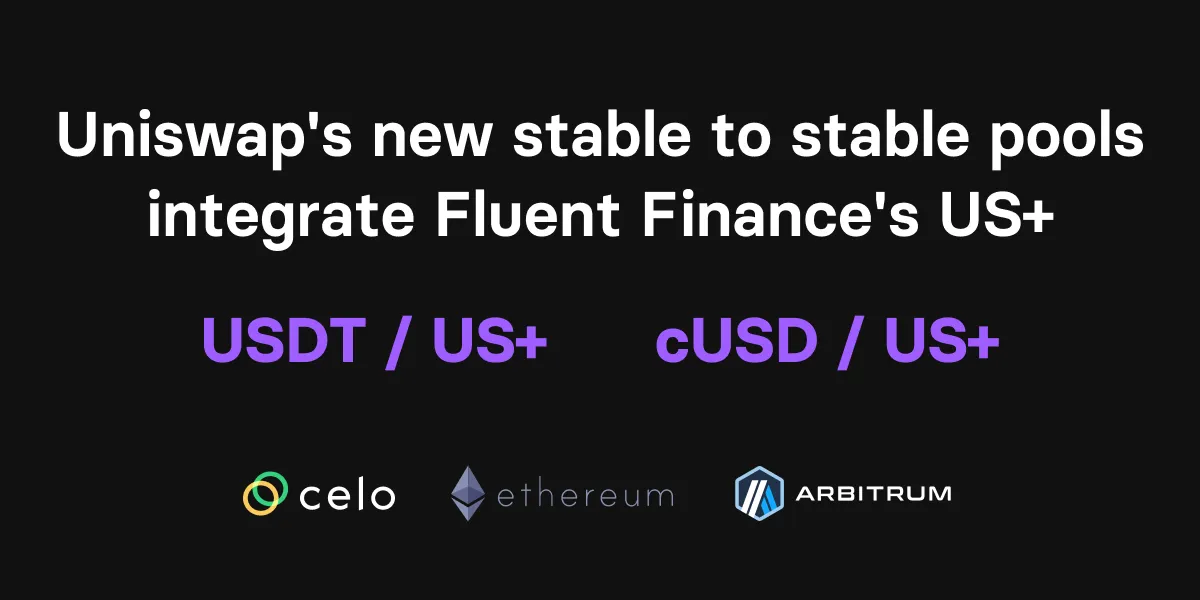 Uniswap's new stable to stable pools
integrate Fluent Finance's US+
USDT / US+ cUSD / US+
celo ethereum ARBITRUM